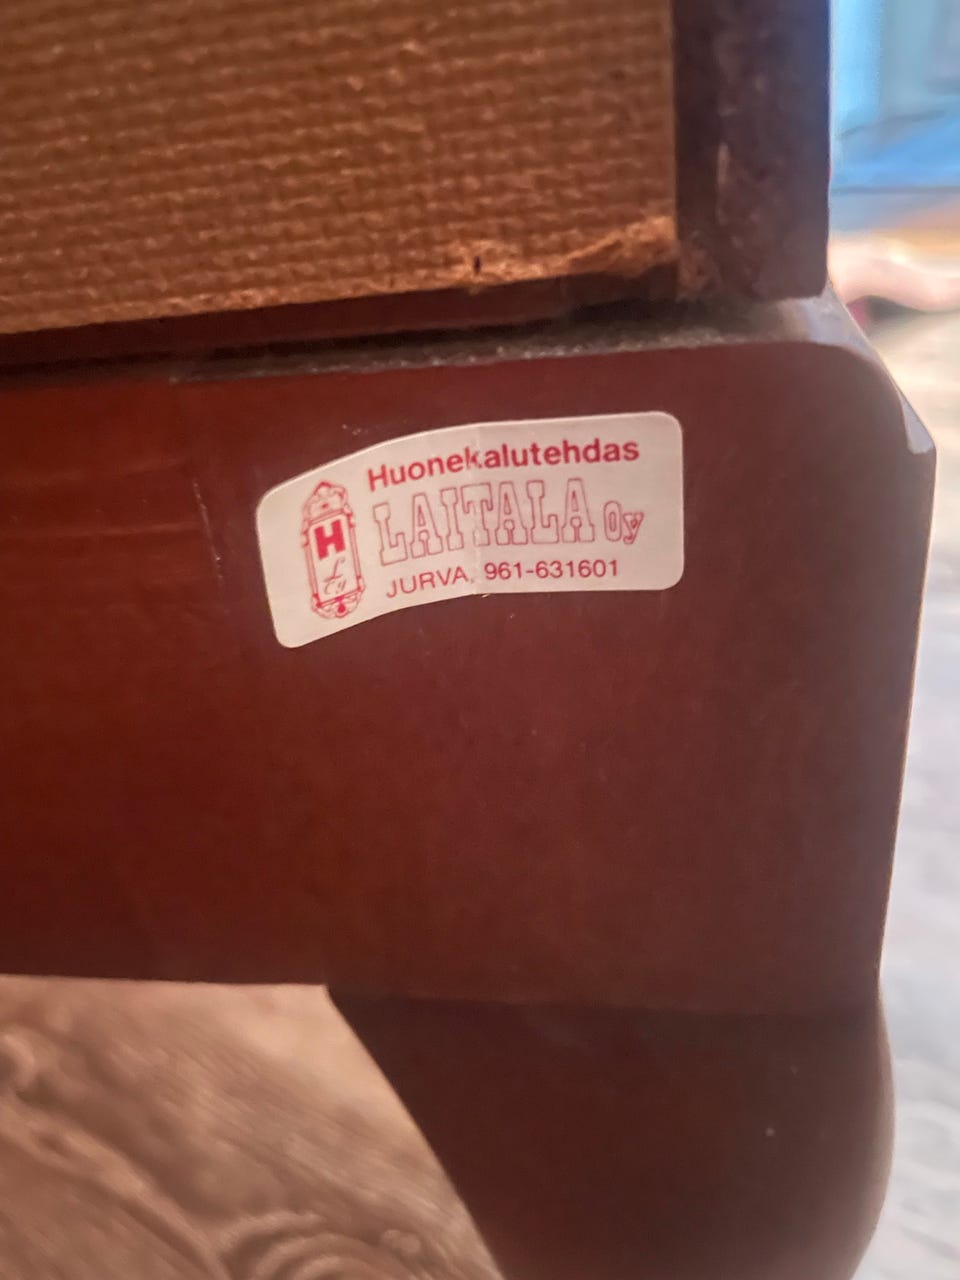 Huonekalutehdas
LAITALA Oy
JURVA, 961-631601
H